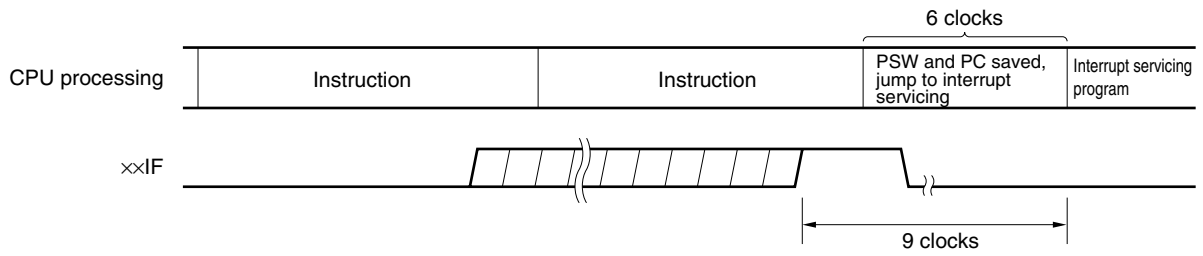 6 clocks
CPU processing
Instruction
Instruction
PSW and PC saved,
jump to interrupt
servicing
Interrupt servicing
program
××IF
9 clocks